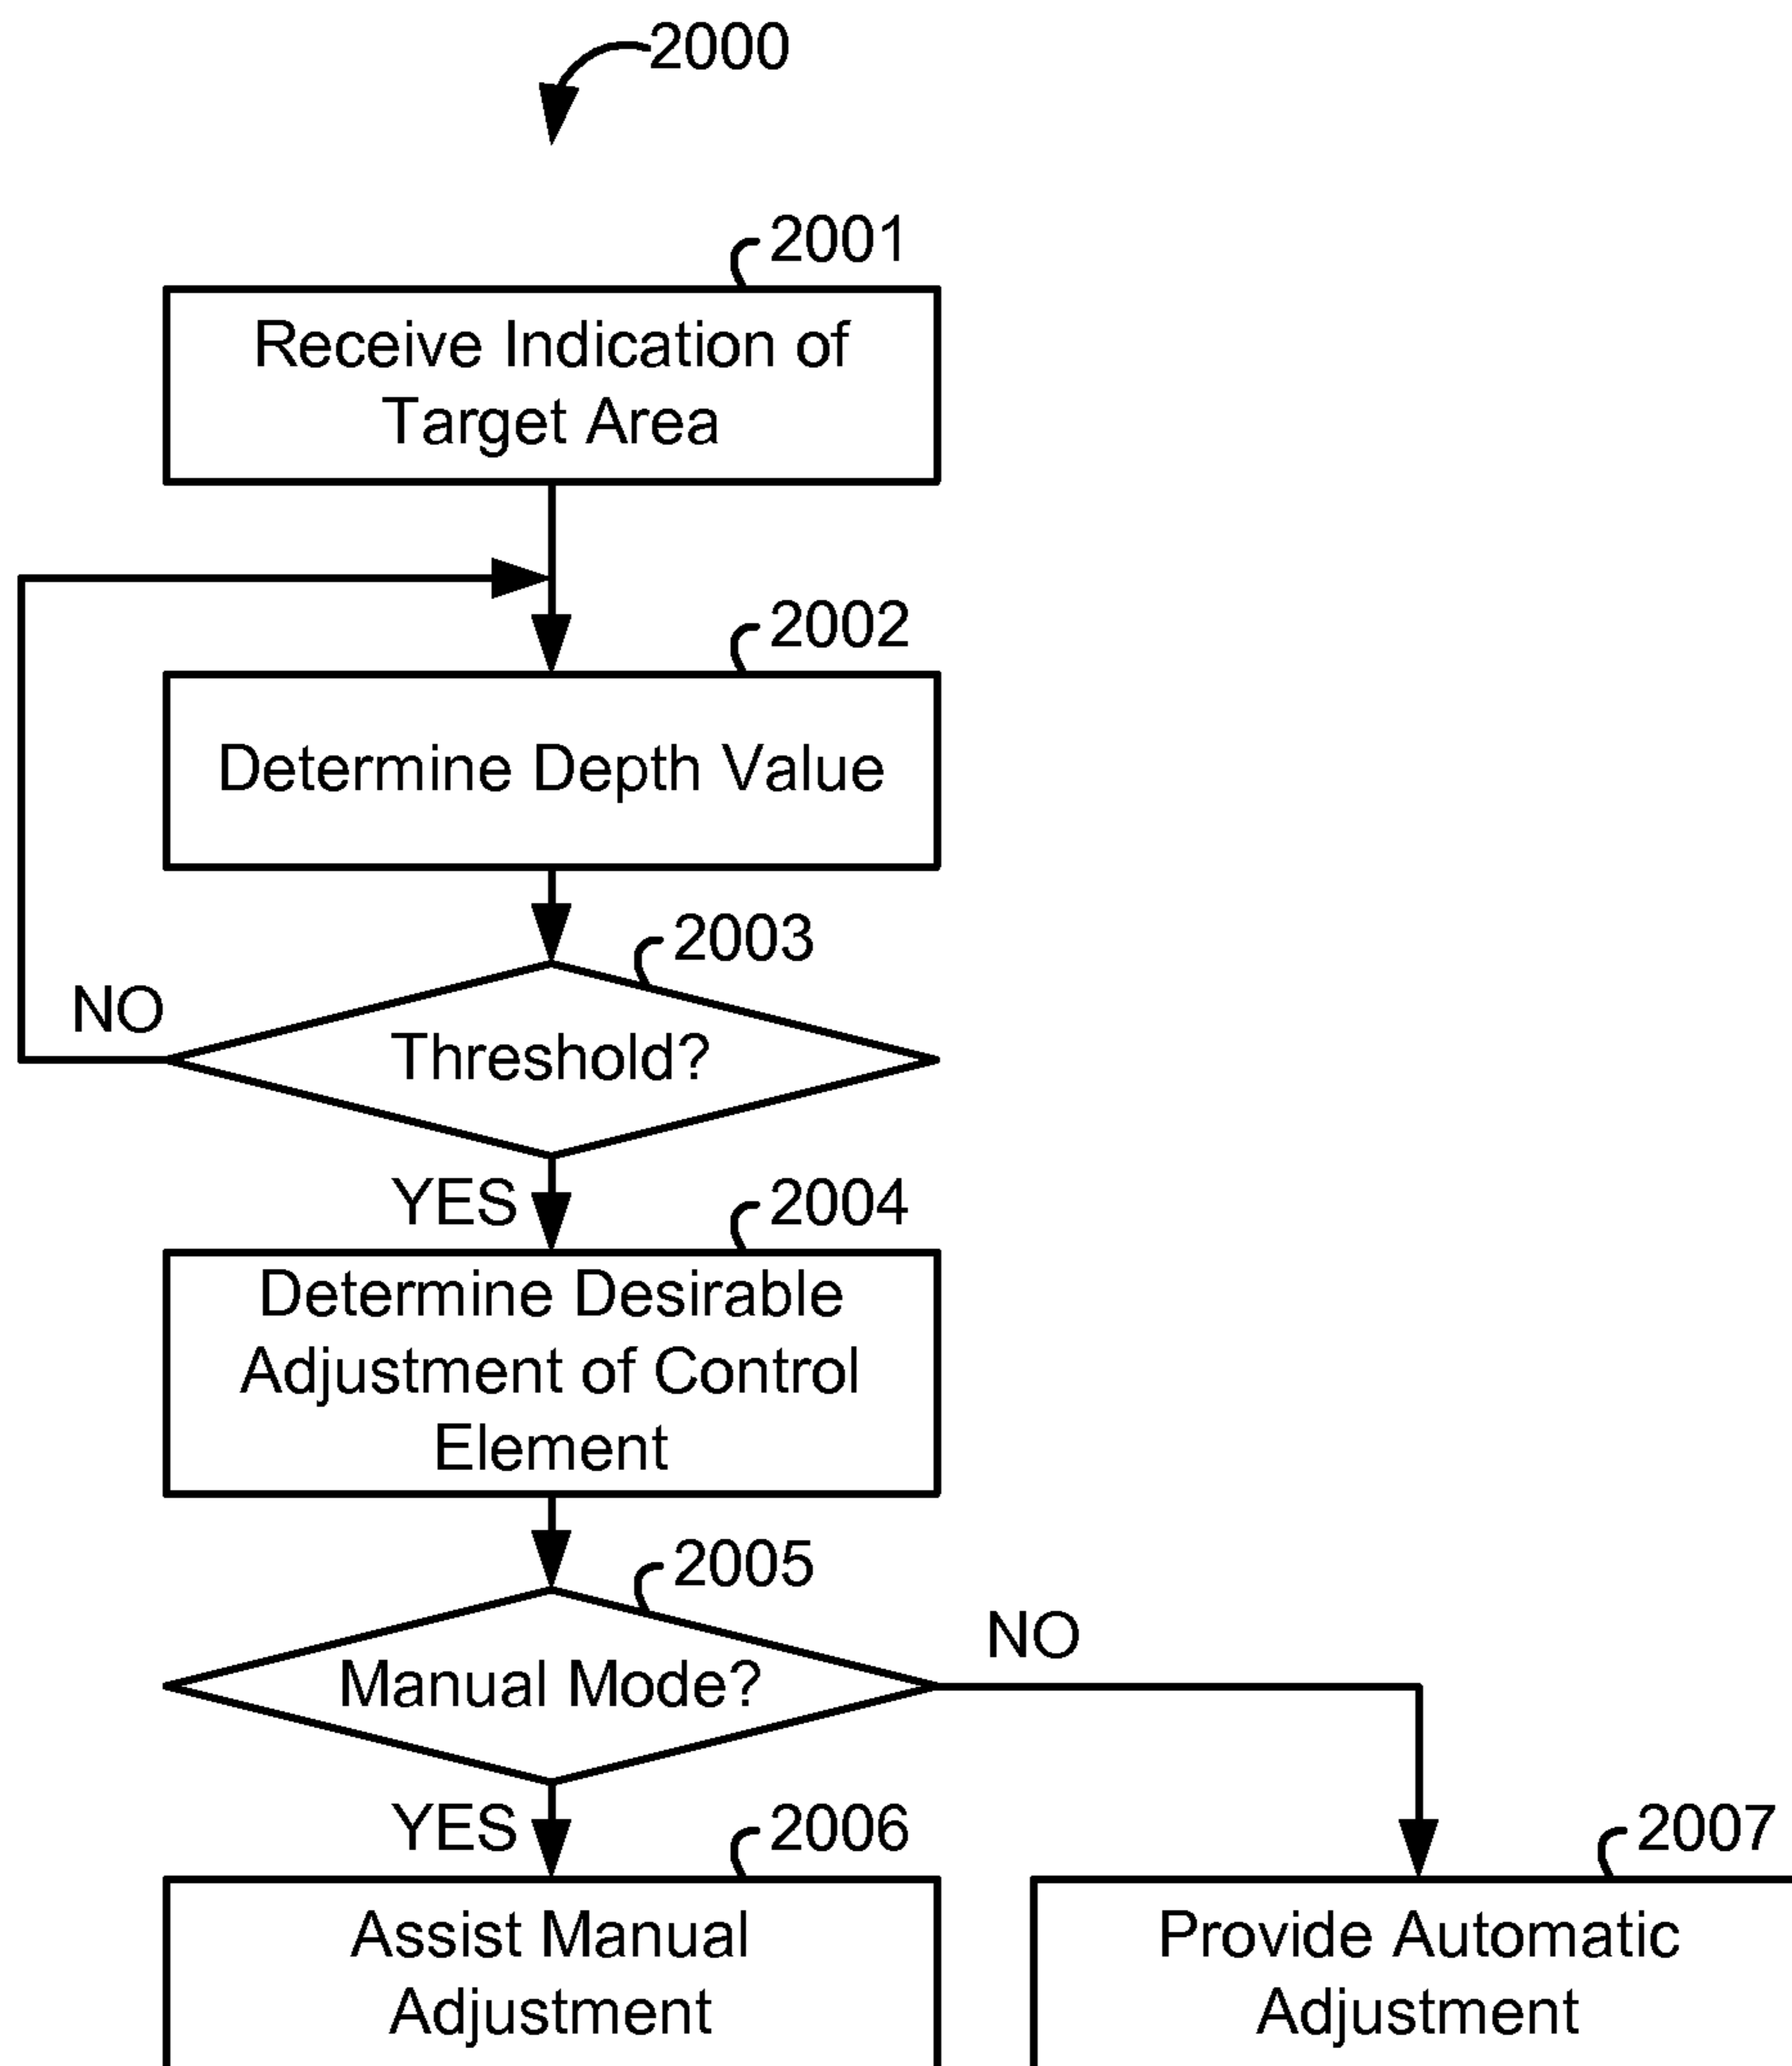 2000
2001
Receive Indication of
Target Area
2002
Determine Depth Value
2003
NO
Threshold?
YES
2004
Determine Desirable
Adjustment of Control
Element
2005
NO
Manual Mode?
YES
2006
2007
Assist Manual
Adjustment
Provide Automatic
Adjustment